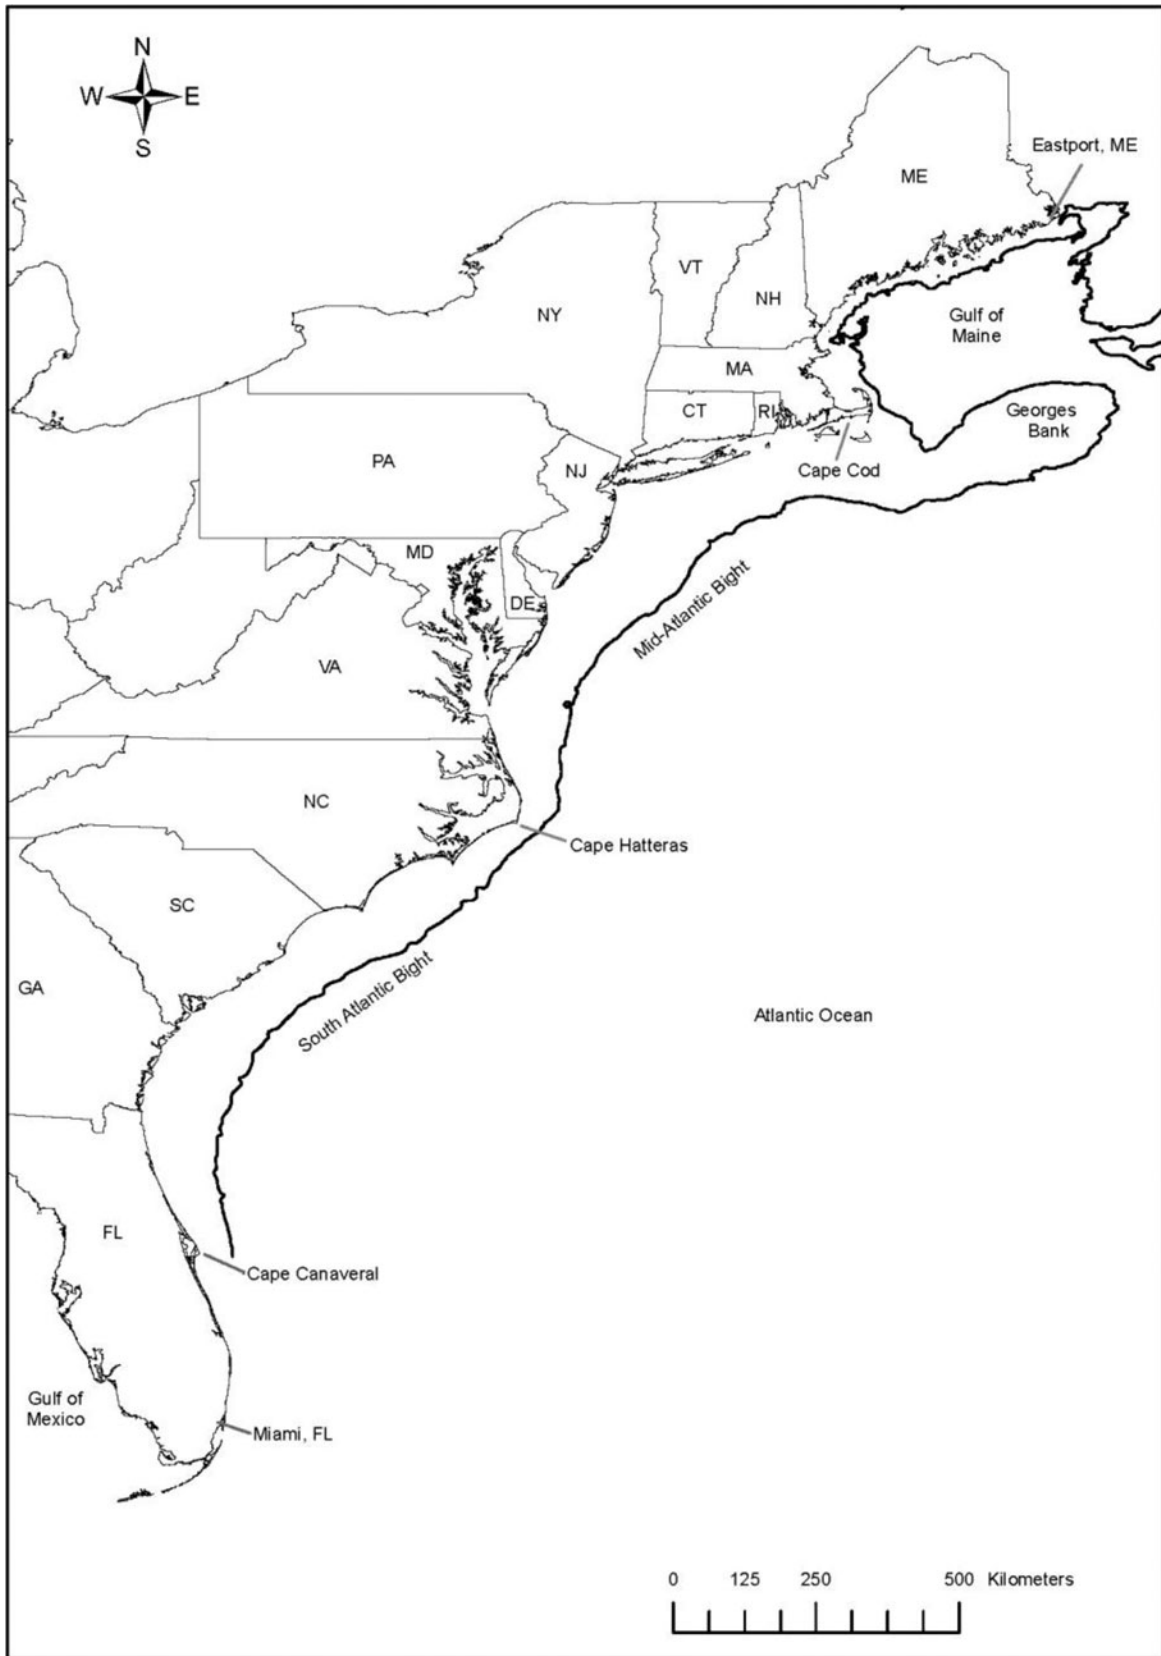 N
W E
S
Eastport, ME
ME
VT
NH
NY
Gulf of
Maine
MA
CT
RI
Georges
Bank
PA
NJ
Cape Cod
MD
DE
Mid-Atlantic Bight
VA
NC
Cape Hatteras
SC
GA
South Atlantic Bight
Atlantic Ocean
FL
Cape Canaveral
Gulf of
Mexico
Miami, FL
0 125 250 500 Kilometers